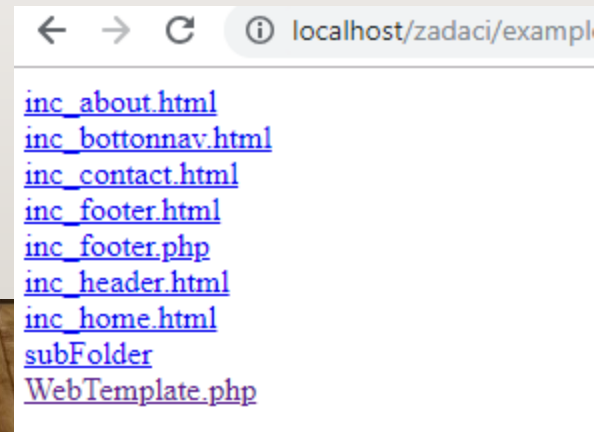 localhost/zadaci/exampl
inc_about.html
inc_bottonnav.html
inc_contact.html
inc_footer.html
inc_footer.php
inc_header.html
inc_home.html
subFolder
WebTemplate.php